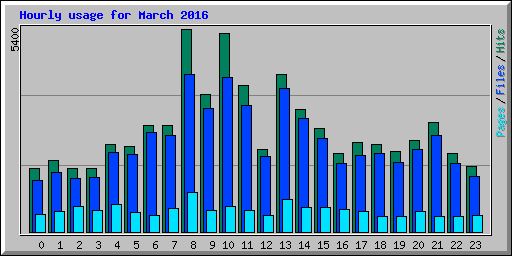 Hourly usage for March 2016
5400
Pages/Files/Hits
0 1 2 3 4 5 6 7 8 9 10 11 12 13 14 15 16 17 18 19 20 21 22 23